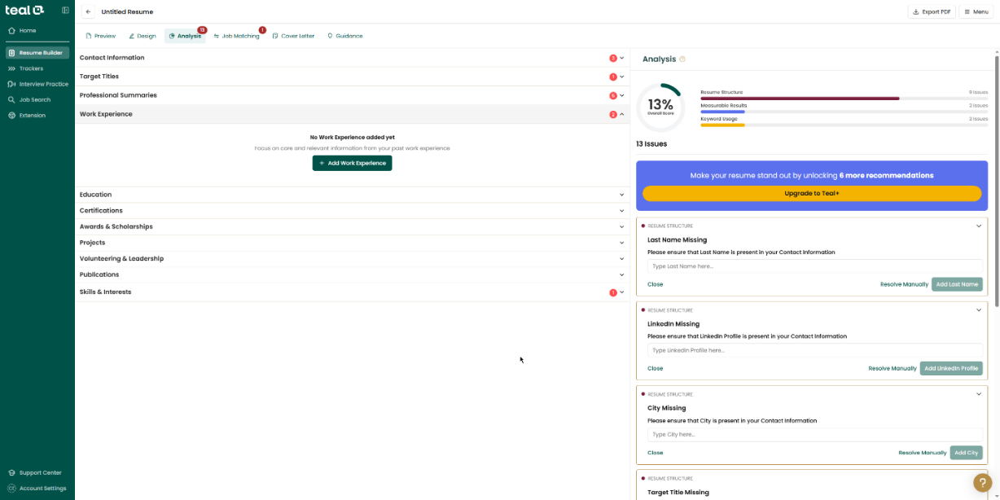 teal
Home
Resume Builder
Trackers
Interview Practice
Job Search
Extension
Support Center
Account Settings
Untitled Resume
Export PDF
Menu
Preview
Design
Analysis
13
Job Matching
1
Cover Letter
Guidance
Contact Information
3
Target Titles
1
Professional Summaries
5
Work Experience
2
No Work Experience added yet
Focus on core and relevant information from your past work experience
+ Add Work Experience
Education
Certifications
Awards & Scholarships
Projects
Volunteering & Leadership
Publications
Skills & Interests
1
Analysis
13%
Overall Score
Resume Structure
9 Issues
Measurable Results
2 Issues
Keyword Usage
2 Issues
13 Issues
Make your resume stand out by unlocking 6 more recommendations
Upgrade to Teal+
RESUME STRUCTURE
Last Name Missing
Please ensure that Last Name is present in your Contact Information
Type Last Name here...
Close
Resolve Manually
Add Last Name
RESUME STRUCTURE
LinkedIn Missing
Please ensure that LinkedIn Profile is present in your Contact Information
Type LinkedIn Profile here...
Close
Resolve Manually
Add LinkedIn Profile
RESUME STRUCTURE
City Missing
Please ensure that City is present in your Contact Information
Type City here...
Close
Resolve Manually
Add City
RESUME STRUCTURE
Target Title Missing
?